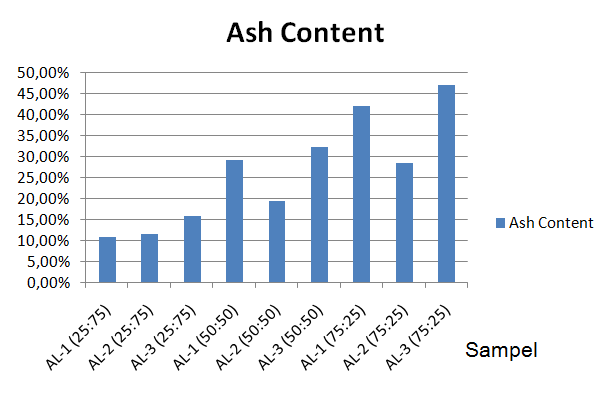 Ash Content
50,00%
45,00%
40,00%
35,00%
30,00%
25,00%
20,00%
15,00%
10,00%
5,00%
0,00%
AL-1 (25:75)
AL-2 (25:75)
AL-3 (25:75)
AL-1 (50:50)
AL-2 (50:50)
AL-3 (50:50)
AL-1 (75:25)
AL-2 (75:25)
AL-3 (75:25)
Ash Content
Sampel